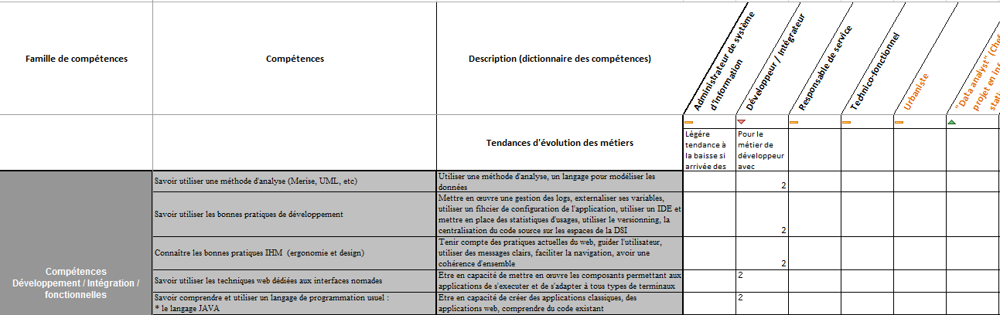 Famille de compétences
Compétences
Description (dictionnaire des compétences)
Administrateur de système
d'information
Développeur / Intégrateur
Responsable de service
Technico-fonctionnel
Urbaniste
"Data analyst" (Chef
projet en
Tendances d'évolution des métiers
Légére
tendance à
la baisse si
arrivée des
Pour le
métier de
développeur
avec
Compétences
Développement / Intégration /
fonctionnelles
Savoir utiliser une méthode d'analyse (Merise, UML, etc)
Utiliser une méthode d'analyse, un langage pour modéliser les
données
2
Savoir utiliser les bonnes pratiques de développement
Mettre en œuvre une gestion des logs, externaliser ses variables,
utiliser un fihcier de configuration de l'application, utiliser un IDE et
mettre en place des statistiques d'usages, utiliser le versionning, la
centralisation du code source sur les espaces de la DSI
2
Connaître les bonnes pratiques IHM (ergonomie et design)
Tenir compte des pratiques actuelles du web, guider l'utilisateur,
utiliser des messages clairs, faciliter la navigation, avoir une
cohérence d'ensemble
2
Savoir utiliser les techniques web dédiées aux interfaces nomades
Etre en capacité de mettre en œuvre les composants permettant aux
applications de s'executer et de s'adapter à tous types de terminaux
2
Savoir comprendre et utiliser un langage de programmation usuel :
* le langage JAVA
Etre en capacité de créer des applications classiques, des
applications web, comprendre du code existant
2